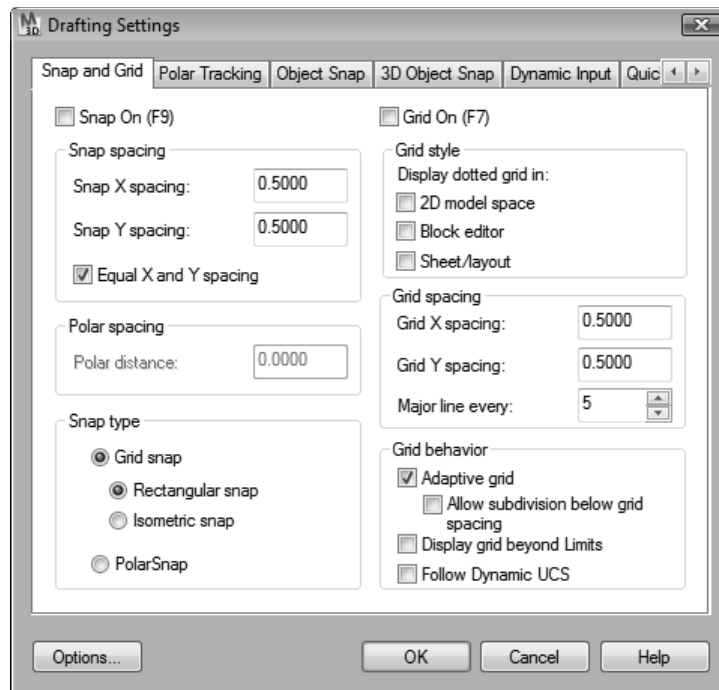 M 3D Drafting Settings
Snap and Grid Polar Tracking Object Snap 3D Object Snap Dynamic Input Quic
Snap On (F9)
Snap spacing
Snap X spacing: 0.5000
Snap Y spacing: 0.5000
Equal X and Y spacing
Polar spacing
Polar distance: 0.0000
Snap type
Grid snap
Rectangular snap
Isometric snap
PolarSnap
Grid On (F7)
Grid style
Display dotted grid in:
2D model space
Block editor
Sheet/layout
Grid spacing
Grid X spacing: 0.5000
Grid Y spacing: 0.5000
Major line every: 5
Grid behavior
Adaptive grid
Allow subdivision below grid
spacing
Display grid beyond Limits
Follow Dynamic UCS
Options... OK Cancel Help